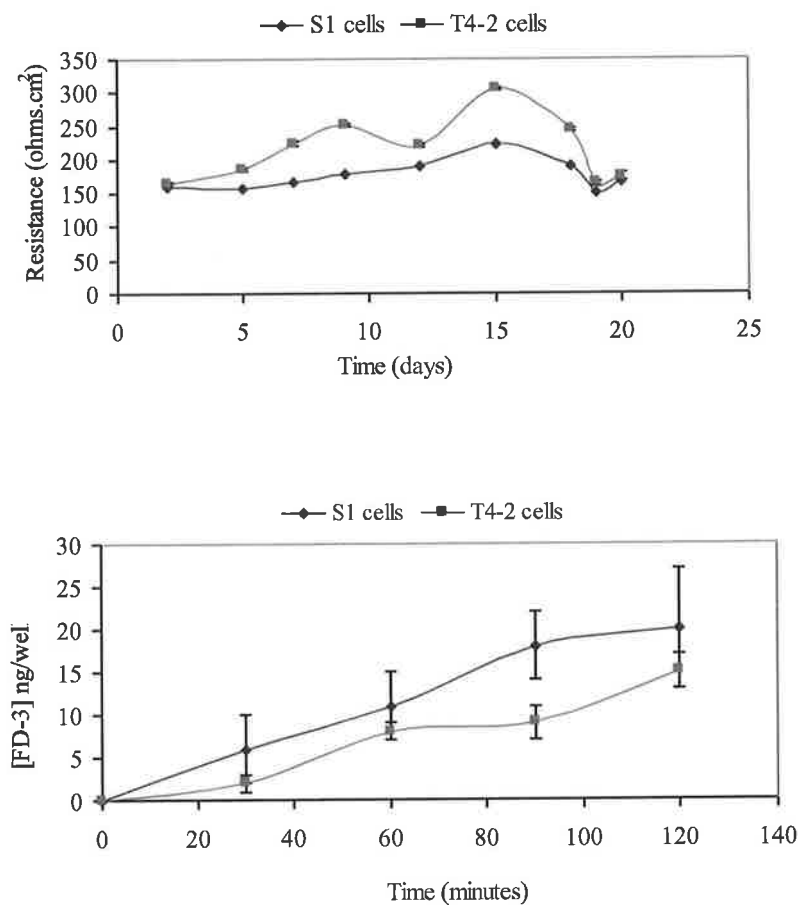 S1 cells T4-2 cells
350
300
250
200
150
100
50
0
Resistance (ohms.cm²)
0 5 10 15 20 25
Time (days)
S1 cells T4-2 cells
30
25
20
15
10
5
0
[FD-3] ng/wel
0 20 40 60 80 100 120 140
Time (minutes)